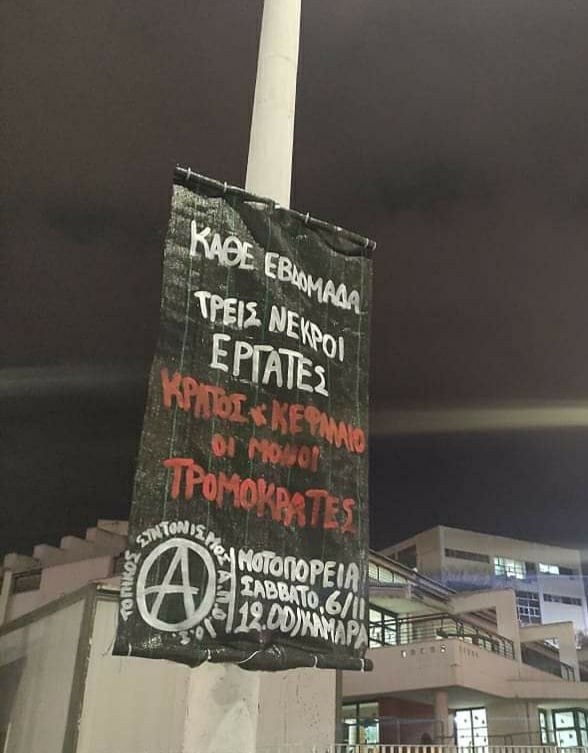 ΚΑΘΕ ΕΒΔΟΜΑΔΑ
ΤΡΕΙΣ ΝΕΚΡΟΙ
ΕΡΓΑΤΕΣ
ΚΡΑΤΟΣ & ΚΕΦΑΛΑΙΟ
ΟΙ ΜΟΝΟΙ
ΤΡΟΜΟΚΡΑΤΕΣ
ΤΟΠΙΚΟΣ ΣΥΝΤΟΝΙΣΜΟΣ Α.Π.Ο.
ΜΟΤΟΠΟΡΕΙΑ
ΣΑΒΒΑΤΟ, 6/11
12.00/ΚΑΜΑΡΑ